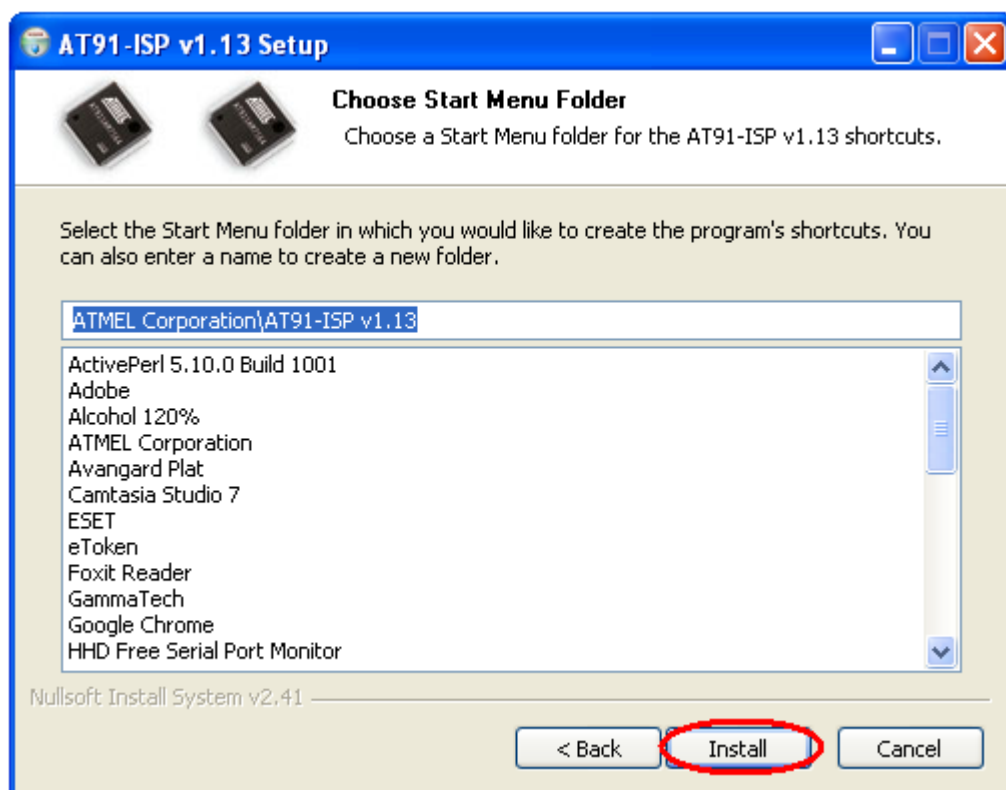 AT91-ISP v1.13 Setup
Choose Start Menu Folder
Choose a Start Menu folder for the AT91-ISP v1.13 shortcuts.
Select the Start Menu folder in which you would like to create the program's shortcuts. You
can also enter a name to create a new folder.
ATMEL Corporation\AT91-ISP v1.13
ActivePerl 5.10.0 Build 1001
Adobe
Alcohol 120%
ATMEL Corporation
Avangard Plat
Camtasia Studio 7
ESET
eToken
Foxit Reader
GammaTech
Google Chrome
HHD Free Serial Port Monitor
Nullsoft Install System v2.41
< Back
Install
Cancel